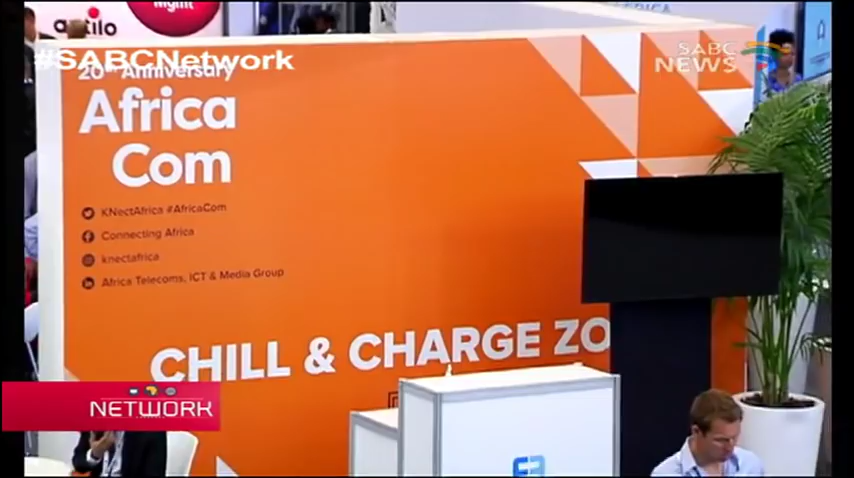 Mgmt
#SABCNetwork
SABC
NEWS
20th Anniversary
Africa
Com
KNectAfrica #AfricaCom
Connecting Africa
knectafrica
Africa Telecoms, ICT & Media Group
CHILL & CHARGE ZO
NETWORK